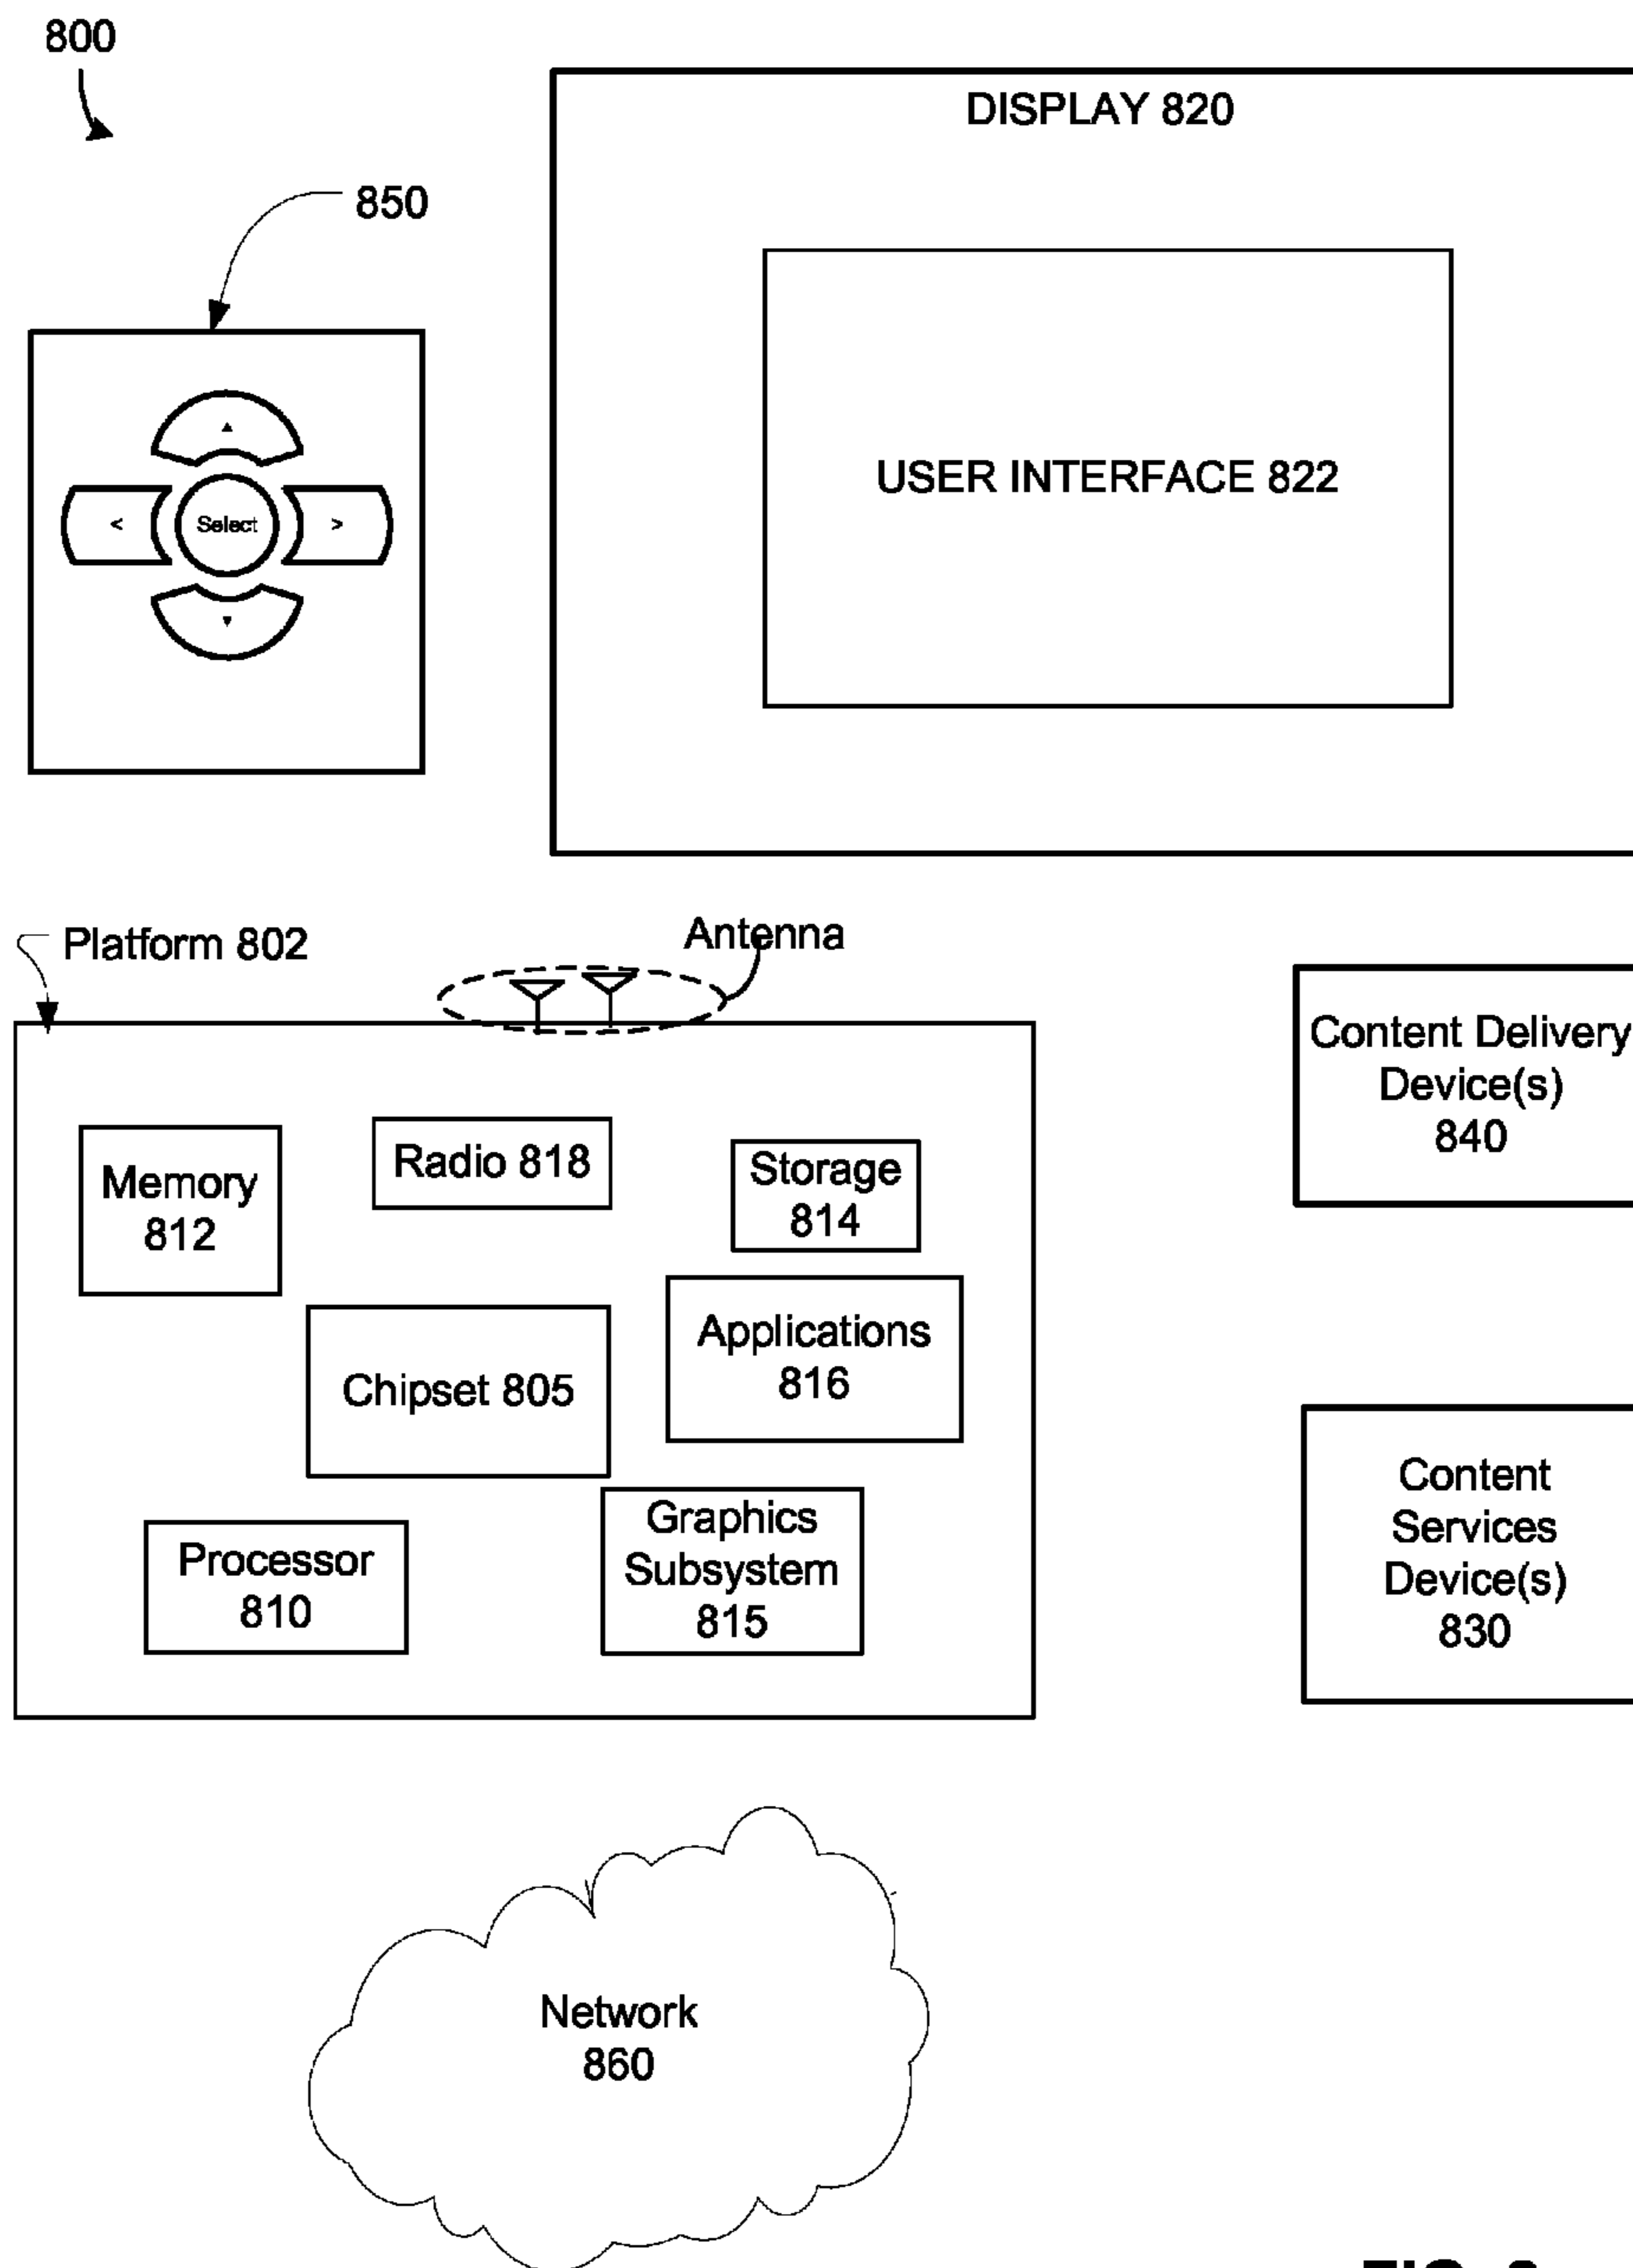 800
DISPLAY 820
850
USER INTERFACE 822
<
Select
>
Platform 802
Antenna
Content Delivery
Device(s)
840
Memory
812
Radio 818
Storage
814
Applications
816
Chipset 805
Content
Services
Device(s)
830
Graphics
Subsystem
815
Processor
810
Network
860